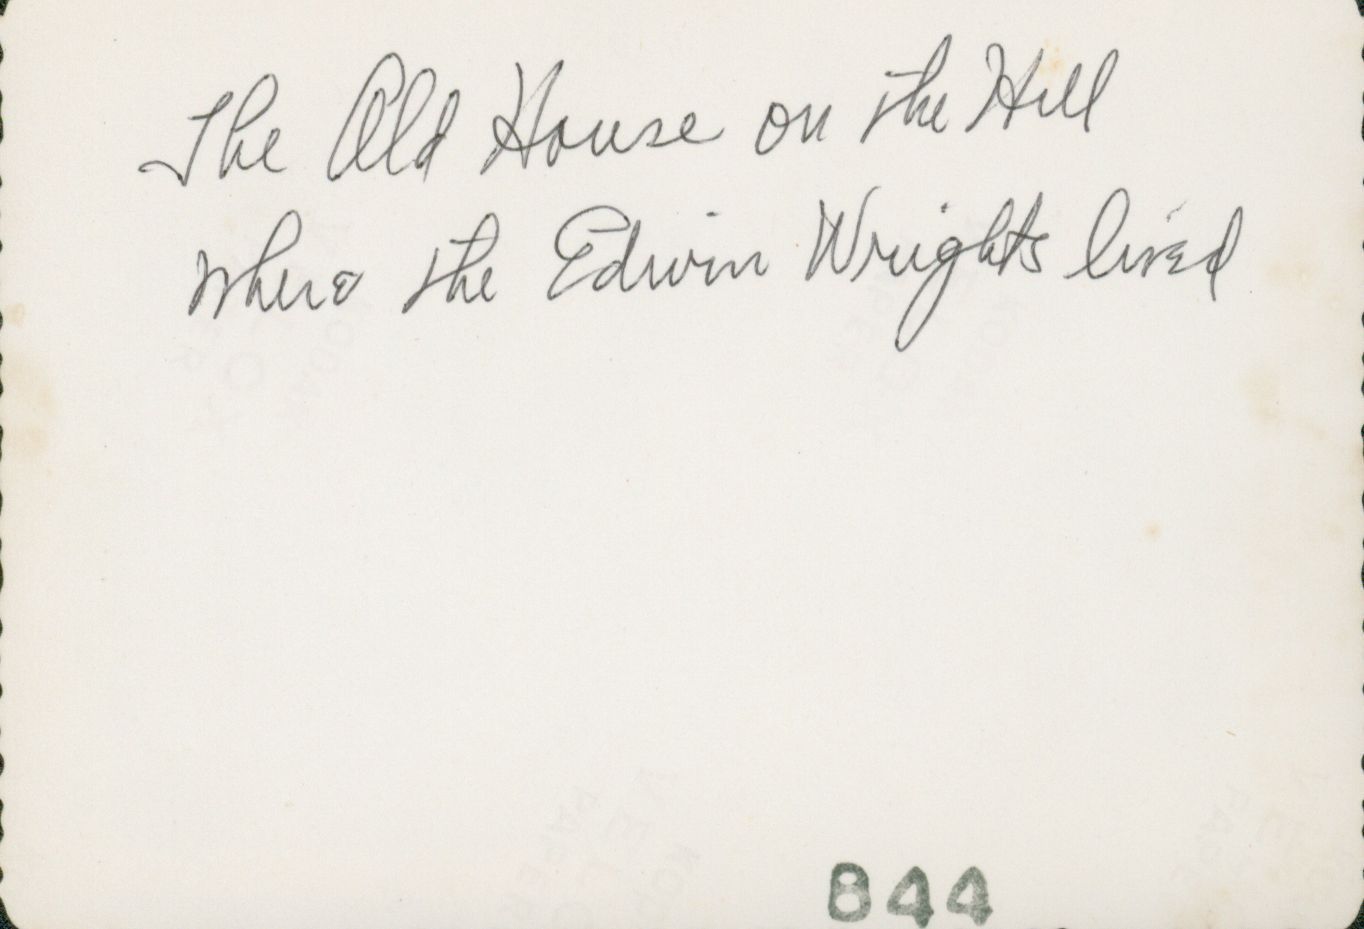 The Old House on the Hill
where the Edwin Wrights lived
844